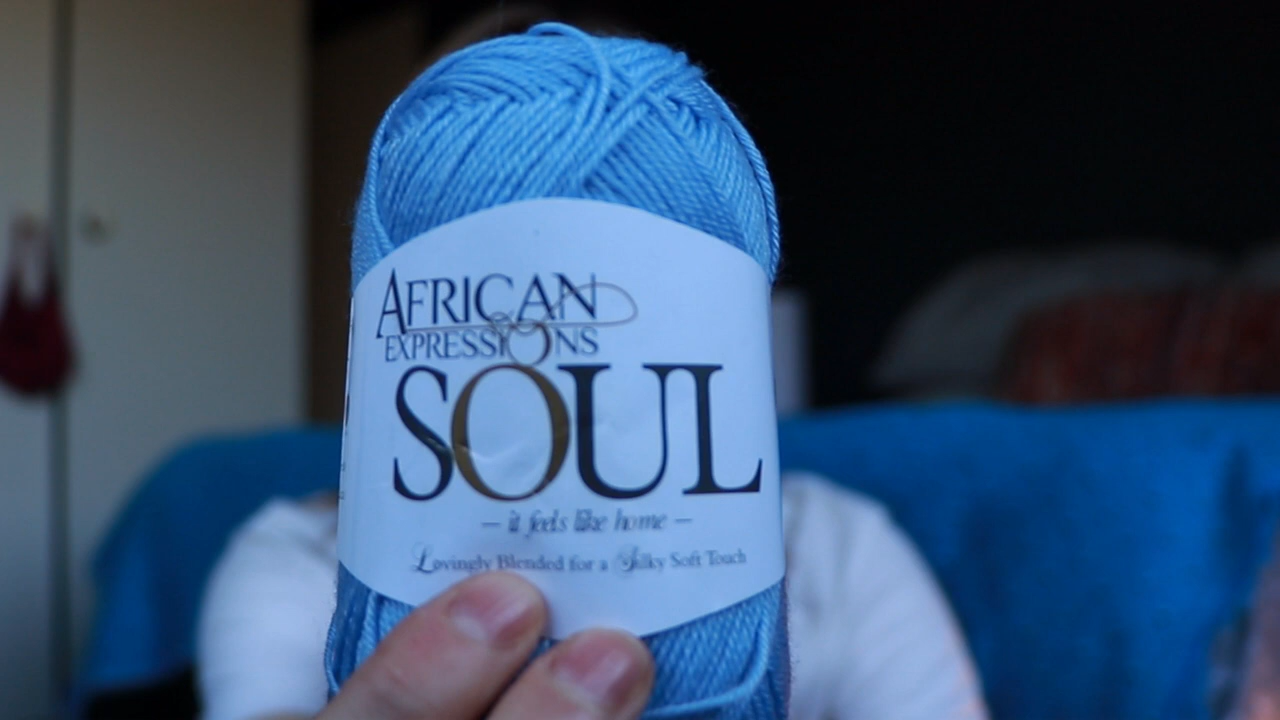 AFRICAN
EXPRESSIONS
SOUL
– it feels like home –
Lovingly Blended for a Silky Soft Touch